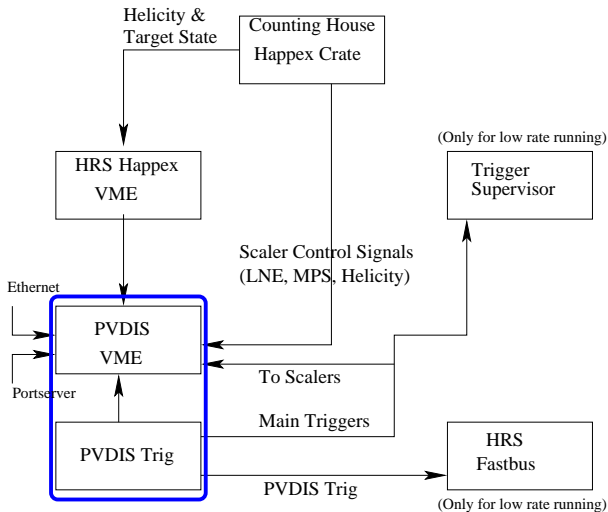 Helicity &
Target State
Counting House
Happex Crate
(Only for low rate running)
HRS Happex
VME
Trigger
Supervisor
Scaler Control Signals
(LNE, MPS, Helicity)
Ethernet
PVDIS
VME
Portserver
To Scalers
Main Triggers
PVDIS Trig
HRS
Fastbus
PVDIS Trig
(Only for low rate running)